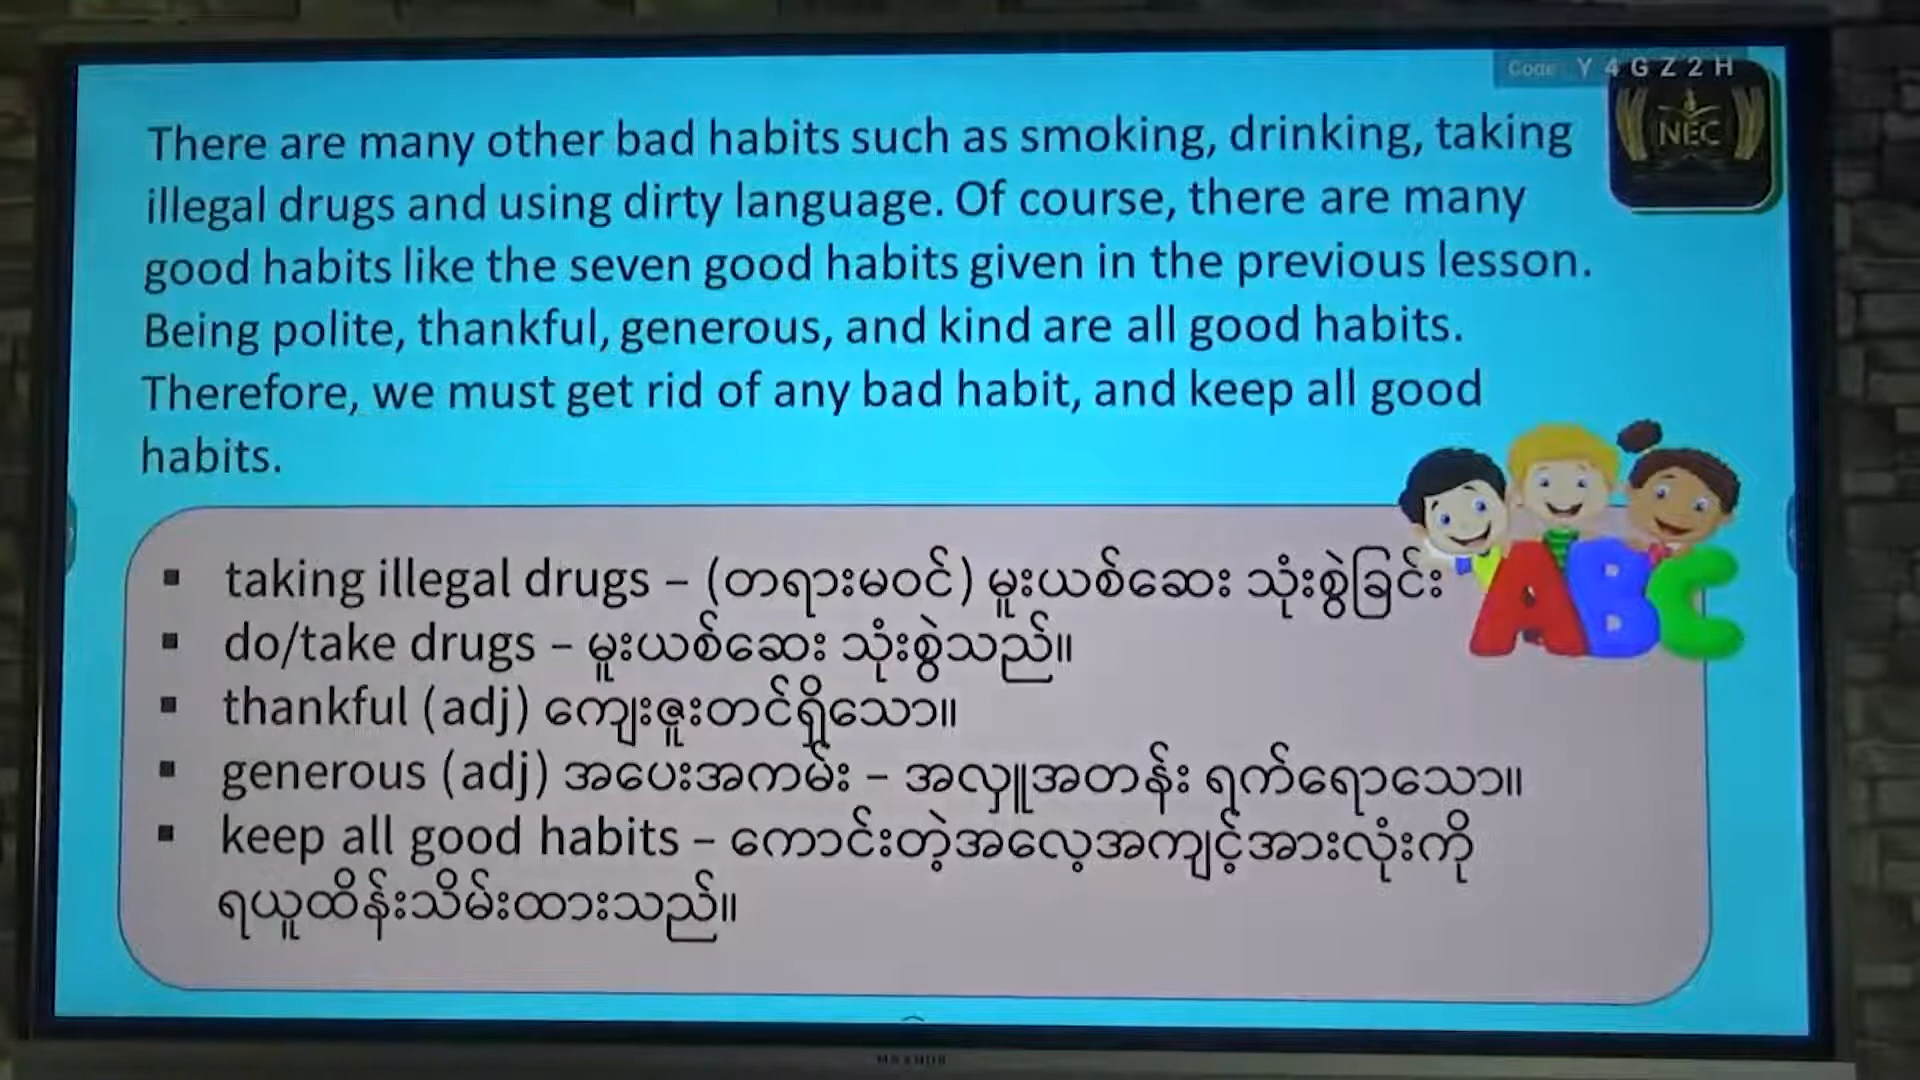 Code Y 4 G Z 2 H
NEC
There are many other bad habits such as smoking, drinking, taking
illegal drugs and using dirty language. Of course, there are many
good habits like the seven good habits given in the previous lesson.
Being polite, thankful, generous, and kind are all good habits.
Therefore, we must get rid of any bad habit, and keep all good
habits.
ABC
▪ taking illegal drugs – (တရားမဝင်) မူးယစ်ဆေး သုံးစွဲခြင်း
▪ do/take drugs – မူးယစ်ဆေး သုံးစွဲသည်။
▪ thankful (adj) ကျေးဇူးတင်ရှိသော။
▪ generous (adj) အပေးအကမ်း – အလှူအတန်း ရက်ရောသော။
▪ keep all good habits – ကောင်းတဲ့အလေ့အကျင့်အားလုံးကို
ရယူထိန်းသိမ်းထားသည်။